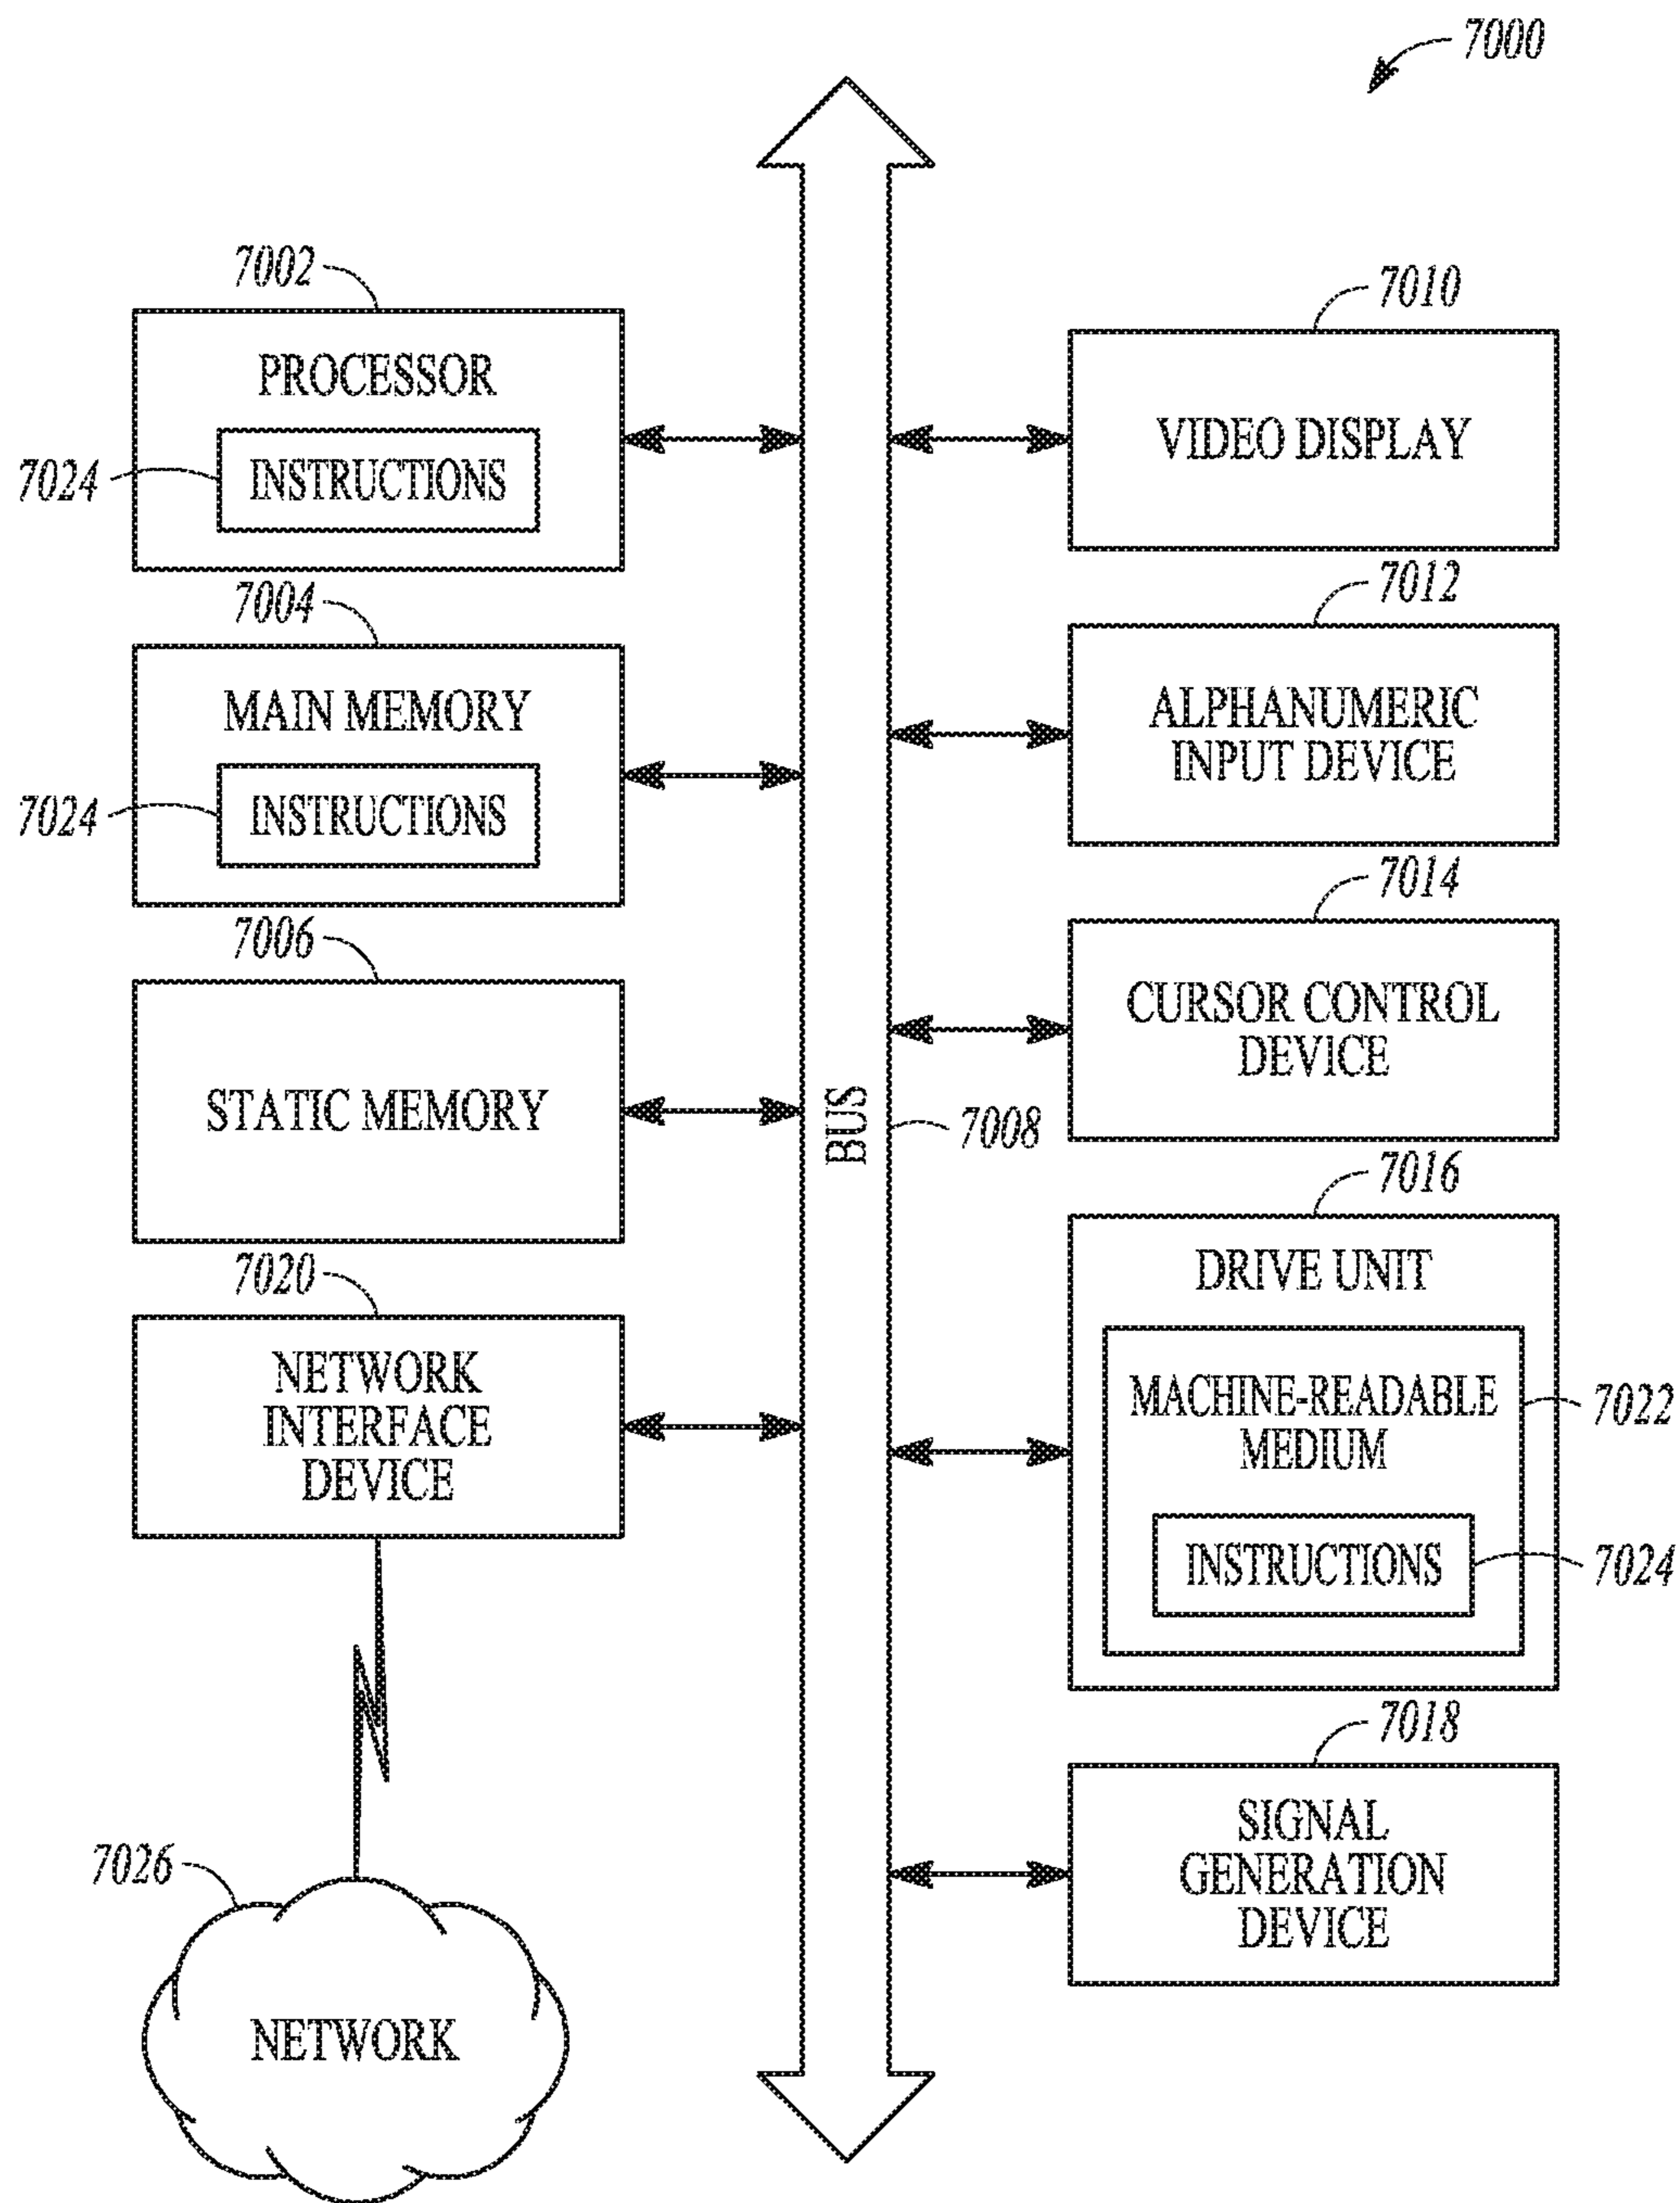 7000
7002
PROCESSOR
7024
INSTRUCTIONS
7004
MAIN MEMORY
7024
INSTRUCTIONS
7006
STATIC MEMORY
7020
NETWORK
INTERFACE
DEVICE
7026
NETWORK
BUS
7008
7010
VIDEO DISPLAY
7012
ALPHANUMERIC
INPUT DEVICE
7014
CURSOR CONTROL
DEVICE
7016
DRIVE UNIT
MACHINE-READABLE
MEDIUM
7022
INSTRUCTIONS
7024
7018
SIGNAL
GENERATION
DEVICE